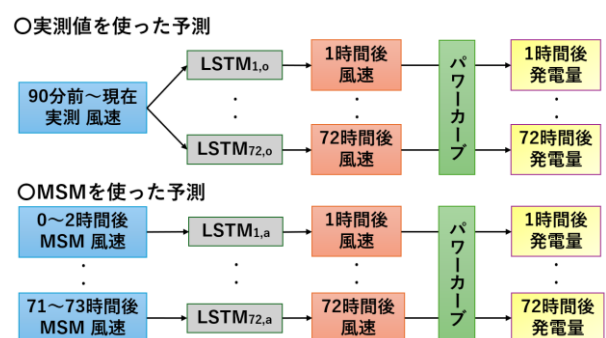 〇実測値を使った予測
90分前～現在
実測 風速
LSTM1,o
1時間後
風速
パワーカーブ
1時間後
発電量
LSTM72,o
72時間後
風速
72時間後
発電量
〇MSMを使った予測
0～2時間後
MSM 風速
LSTM1,a
1時間後
風速
パワーカーブ
1時間後
発電量
71～73時間後
MSM 風速
LSTM72,a
72時間後
風速
72時間後
発電量